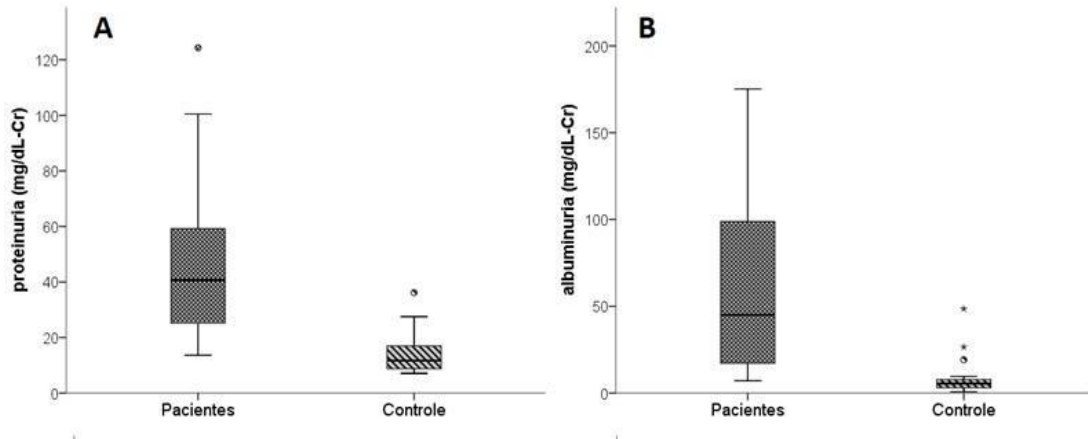 A
proteinuria (mg/dL-Cr)
120
100
80
60
40
20
0
Pacientes Controle
B
albuminuria (mg/dL-Cr)
200
150
100
50
0
Pacientes Controle